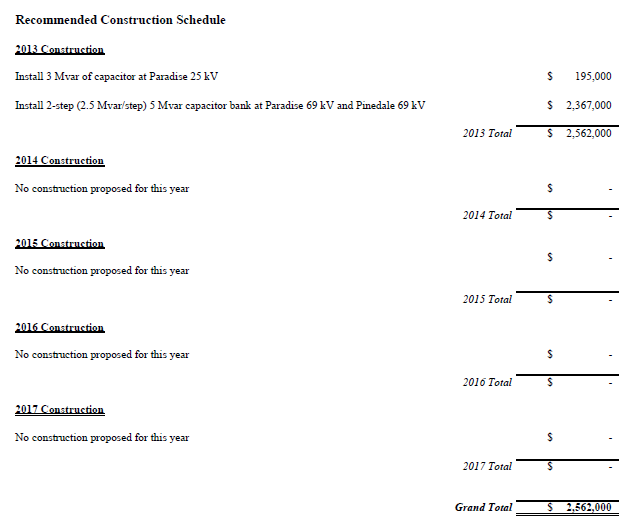 Recommended Construction Schedule
2013 Construction
Install 3 Mvar of capacitor at Paradise 25 kV $ 195,000
Install 2-step (2.5 Mvar/step) 5 Mvar capacitor bank at Paradise 69 kV and Pinedale 69 kV $ 2,367,000
2013 Total $ 2,562,000
2014 Construction
No construction proposed for this year $ -
2014 Total $ -
2015 Construction
$ -
No construction proposed for this year
2015 Total $ -
2016 Construction
No construction proposed for this year $ -
2016 Total $ -
2017 Construction
No construction proposed for this year $ -
2017 Total $ -
Grand Total $ 2,562,000